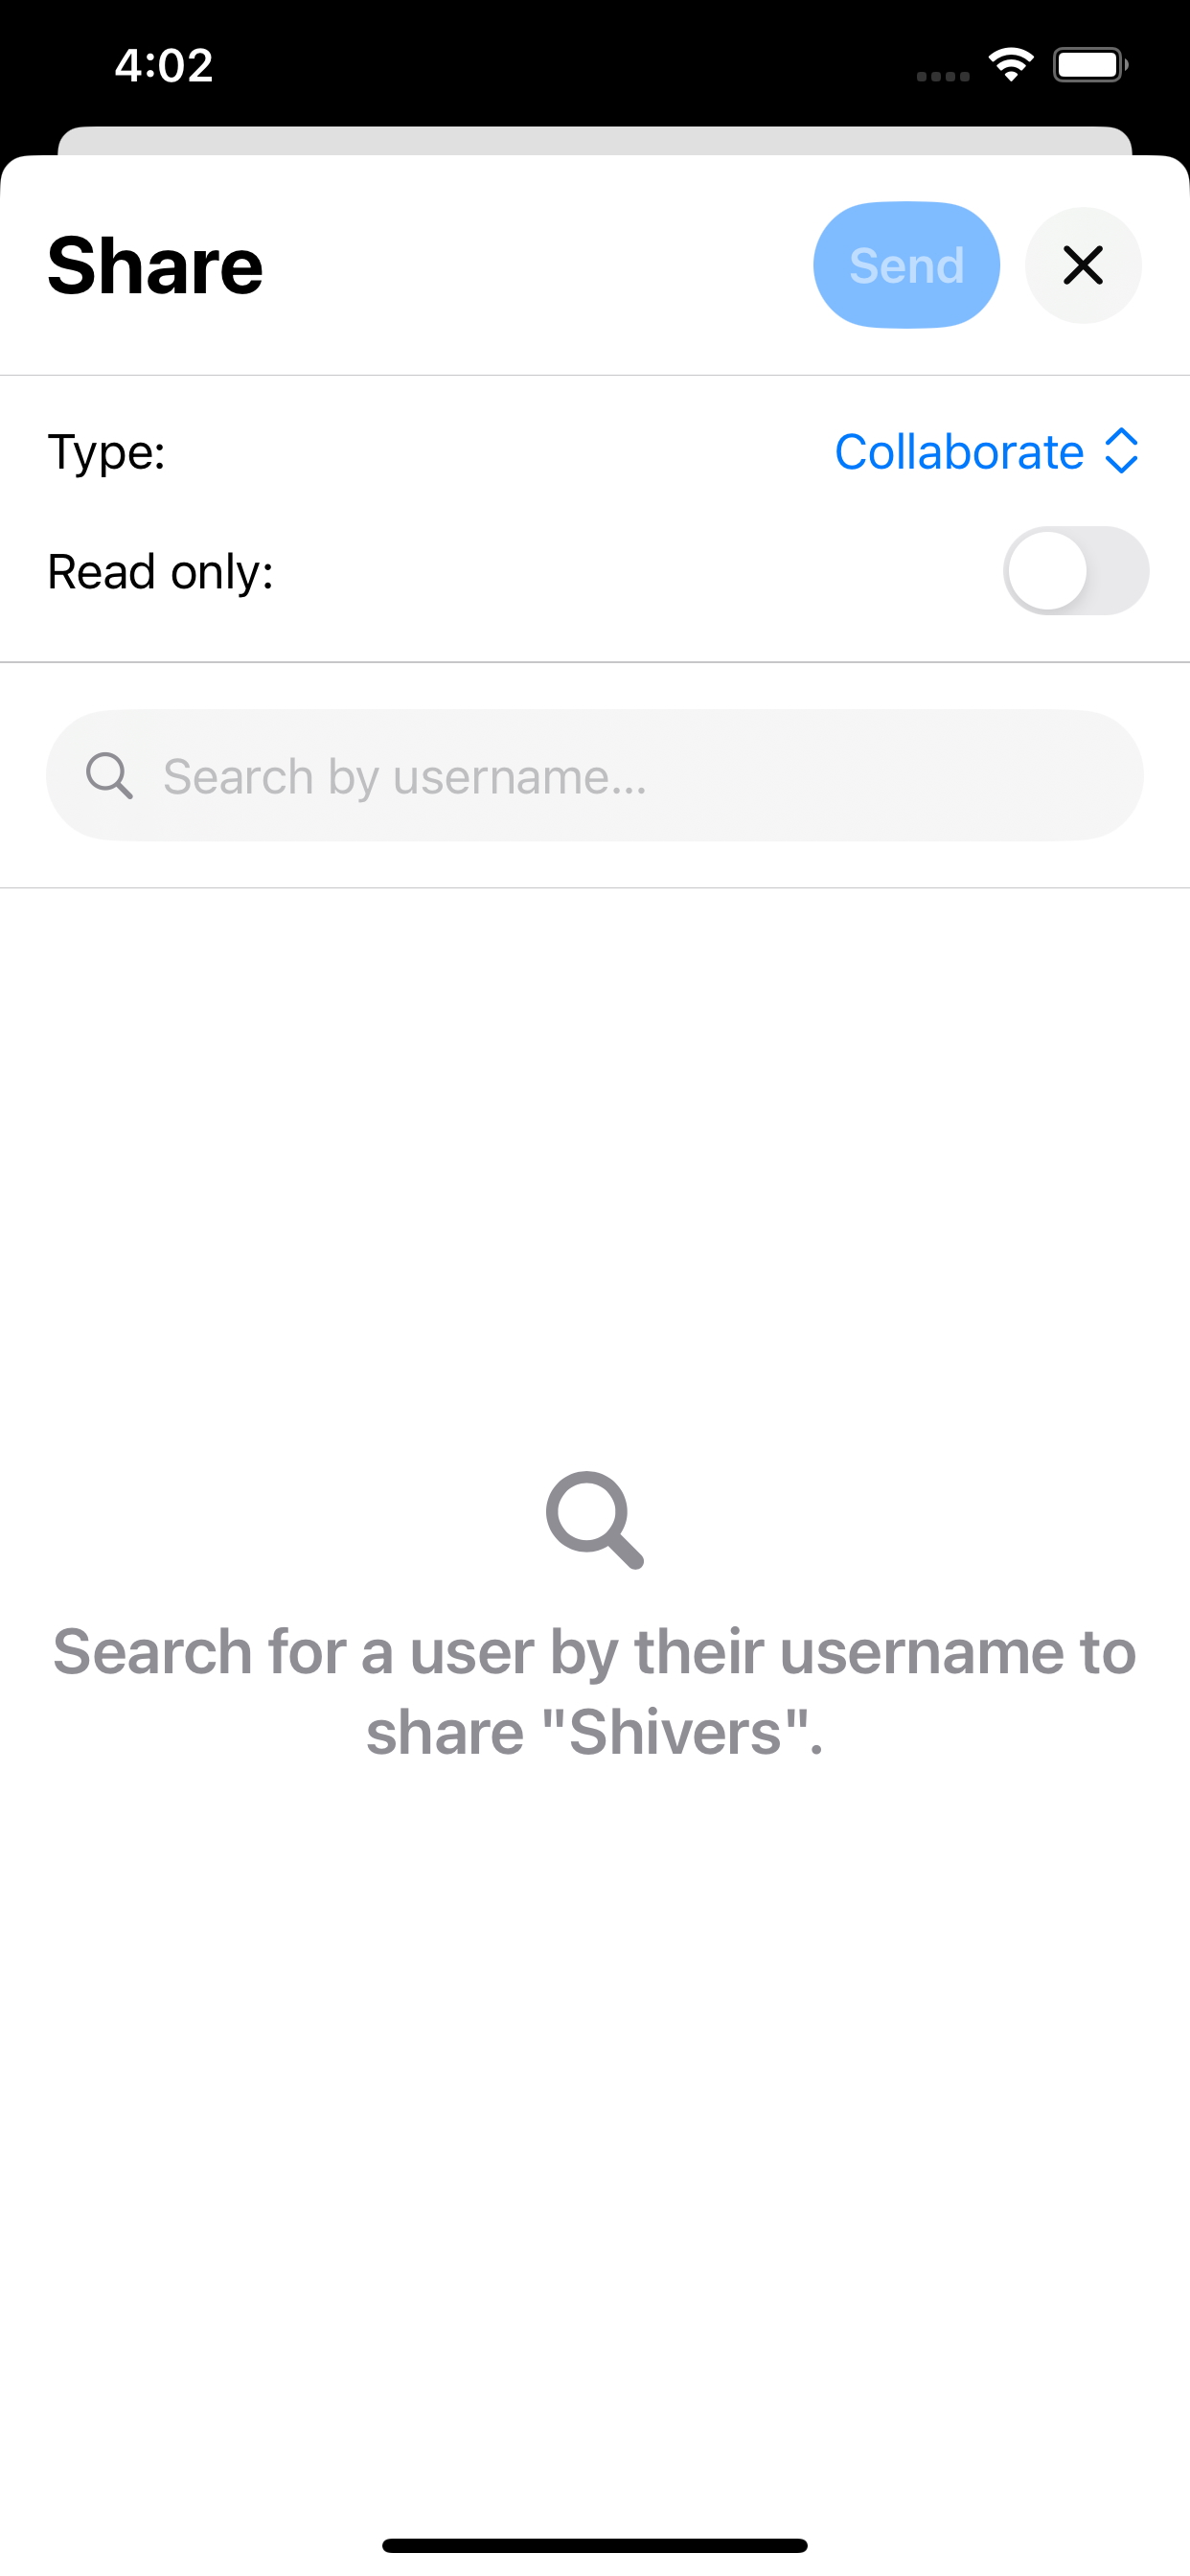 4:02
Share
Send
Type:
Collaborate
Read only:
Search by username...
Search for a user by their username to
share "Shivers".